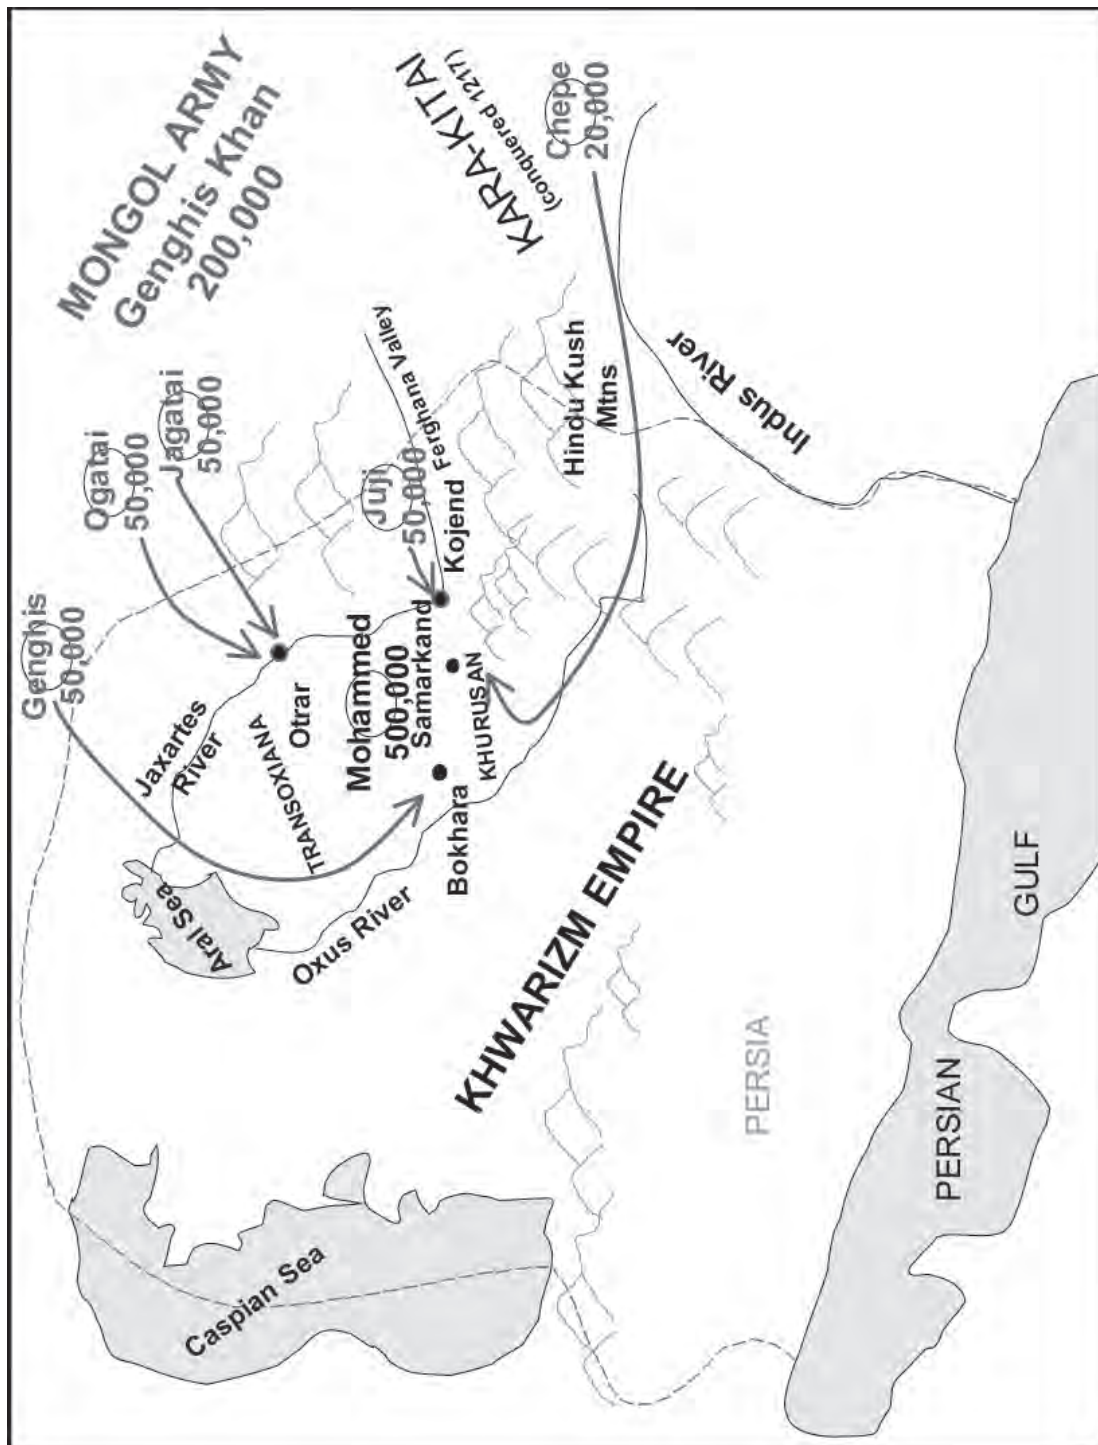 MONGOL ARMY
Genghis Khan
200,000
Genghis
50,000
Ogatai
50,000
Jagatai
50,000
Juji
50,000
KARA-KITAI
(conquered 1217)
Chepe
20,000
Jaxartes
River
Aral Sea
TRANSOXIANA
Otrar
Ferghana Valley
Kojend
Mohammed
500,000
Samarkand
KHURUSAN
Bokhara
Oxus River
Hindu Kush
Mtns
Indus River
Caspian Sea
KHWARIZM EMPIRE
PERSIA
PERSIAN
GULF